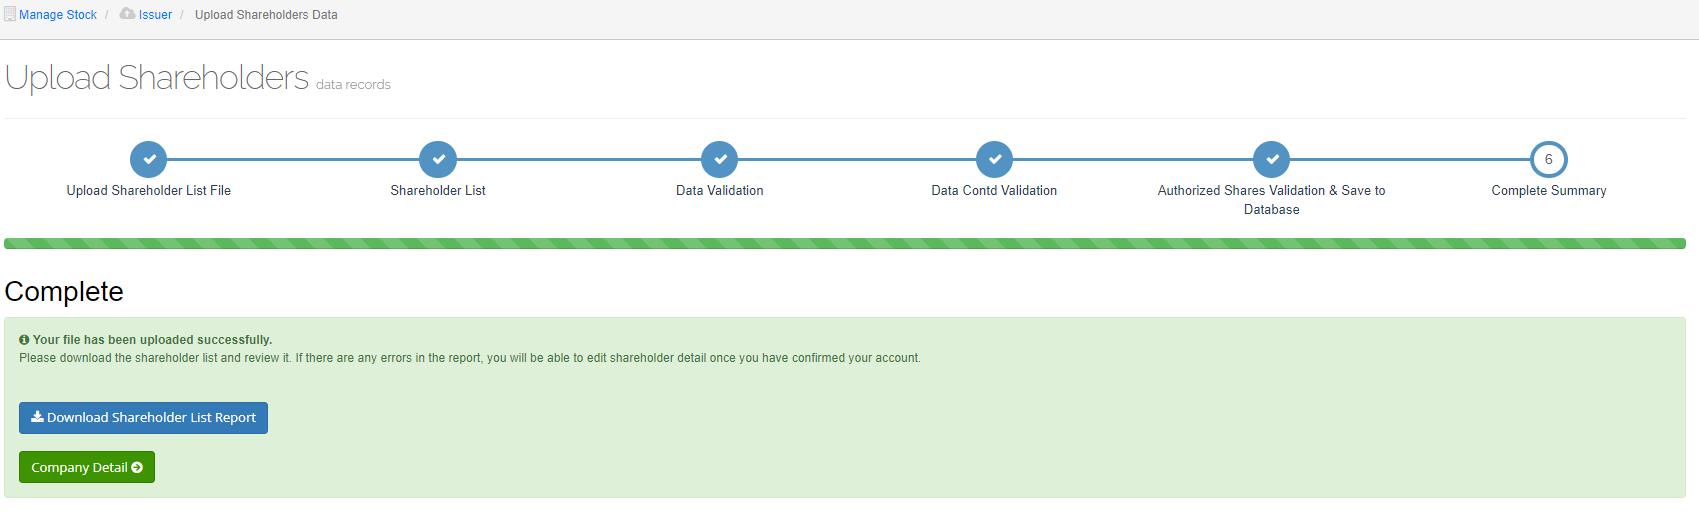 Manage Stock / Issuer / Upload Shareholders Data
Upload Shareholders data records
6
Upload Shareholder List File
Shareholder List
Data Validation
Data Contd Validation
Authorized Shares Validation & Save to
Database
Complete Summary
Complete
Your file has been uploaded successfully.
Please download the shareholder list and review it. If there are any errors in the report, you will be able to edit shareholder detail once you have confirmed your account.
Download Shareholder List Report
Company Detail